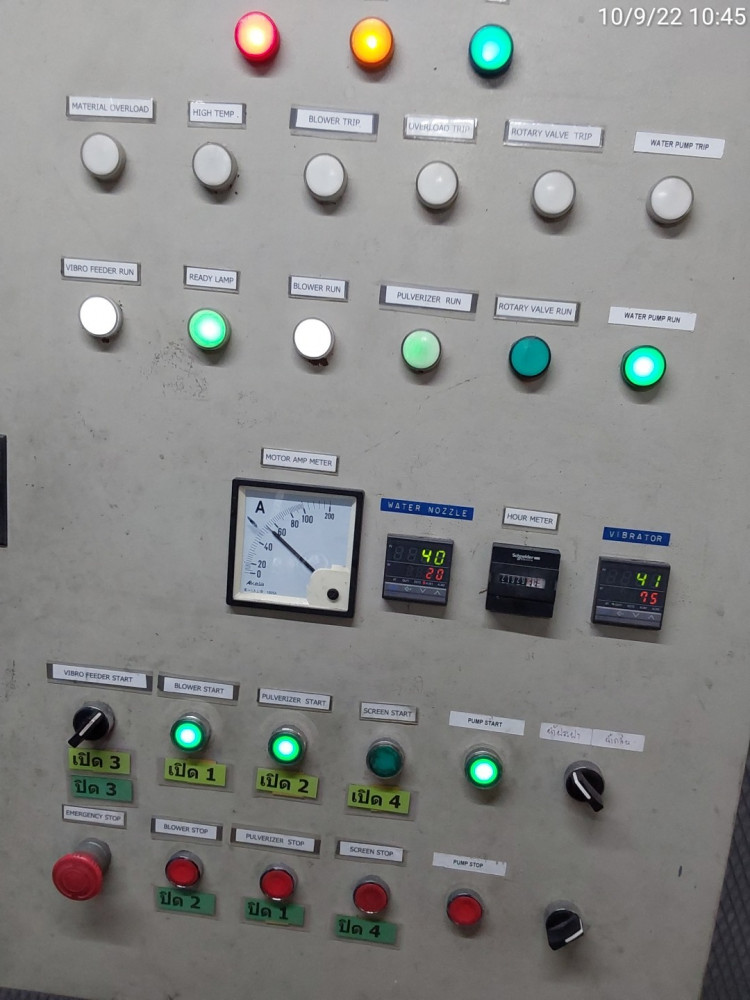 10/9/22 10:45
MATERIAL OVERLOAD
HIGH TEMP.
BLOWER TRIP
OVERLOAD TRIP
ROTARY VALVE TRIP
WATER PUMP TRIP
VIBRO FEEDER RUN
READY LAMP
BLOWER RUN
PULVERIZER RUN
ROTARY VALVE RUN
WATER PUMP RUN
MOTOR AMP METER
A
200
100
80
60
40
20
0
WATER NOZZLE
40
20
HOUR METER
Schneider
VIBRATOR
41
75
VIBRO FEEDER START
BLOWER START
PULVERIZER START
SCREEN START
PUMP START
เปิด 3
เปิด 1
เปิด 2
เปิด 4
ปิด 3
EMERGENCY STOP
BLOWER STOP
PULVERIZER STOP
SCREEN STOP
PUMP STOP
ปิด 2
ปิด 1
ปิด 4